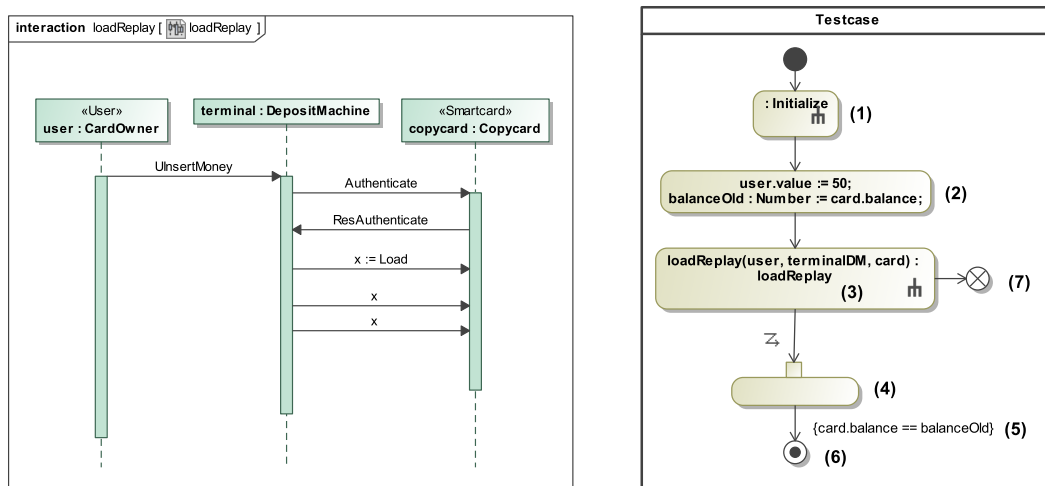 interaction loadReplay [ loadReplay ]
«User»
user : CardOwner
terminal : DepositMachine
«Smartcard»
copycard : Copycard
UInsertMoney
Authenticate
ResAuthenticate
x := Load
x
x
Testcase
: Initialize
(1)
user.value := 50;
balanceOld : Number := card.balance;
(2)
loadReplay(user, terminalDM, card) :
loadReplay
(3)
(7)
(4)
{card.balance == balanceOld} (5)
(6)